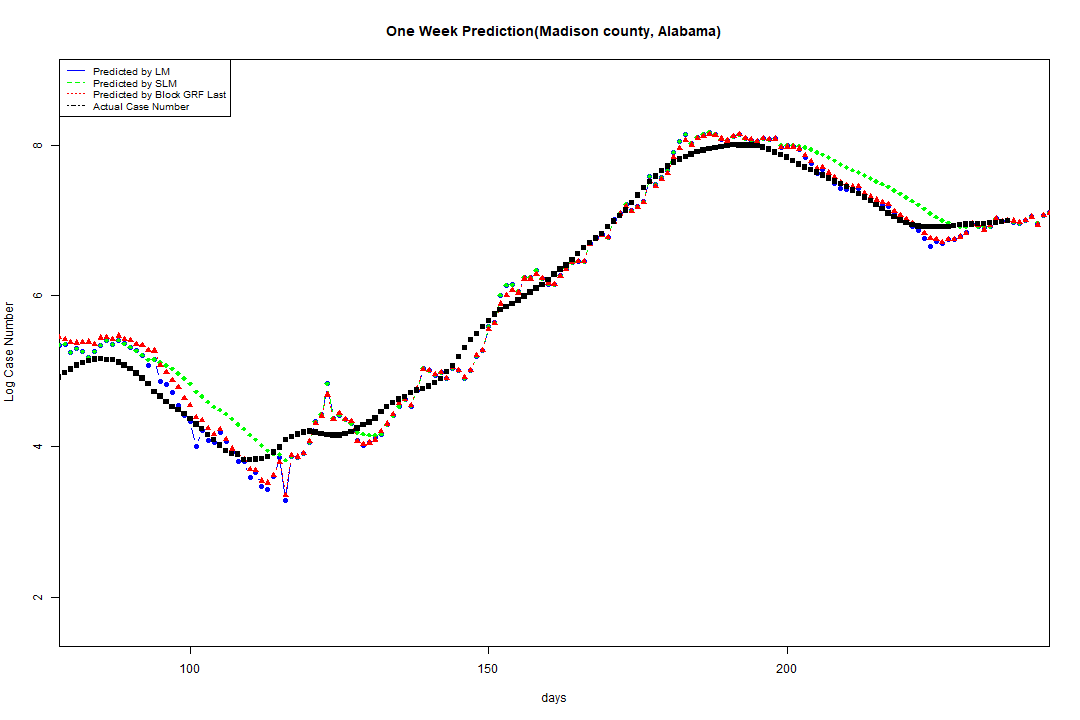 One Week Prediction(Madison county, Alabama)
Predicted by LM
Predicted by SLM
Predicted by Block GRF Last
Actual Case Number
Log Case Number
8
6
4
2
100
150
200
days